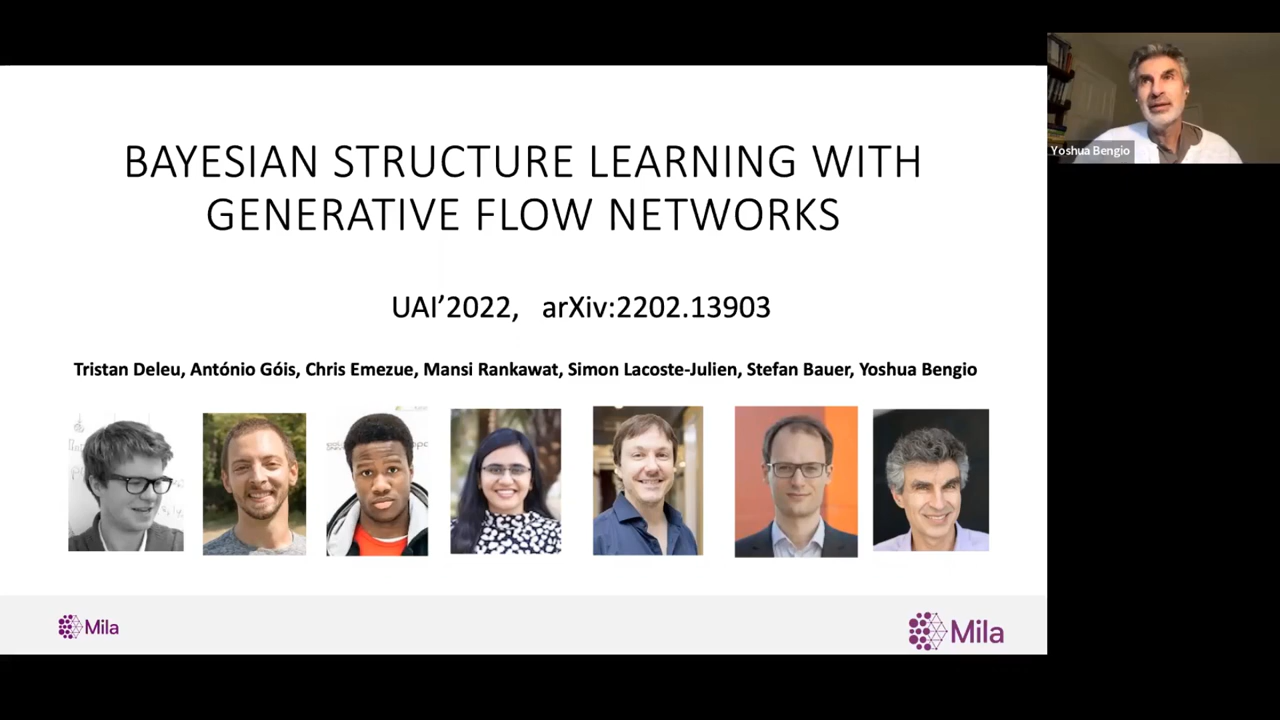 BAYESIAN STRUCTURE LEARNING WITH
GENERATIVE FLOW NETWORKS
UAI'2022, arXiv:2202.13903
Tristan Deleu, António Góis, Chris Emezue, Mansi Rankawat, Simon Lacoste-Julien, Stefan Bauer, Yoshua Bengio
Mila
Mila
Yoshua Bengio